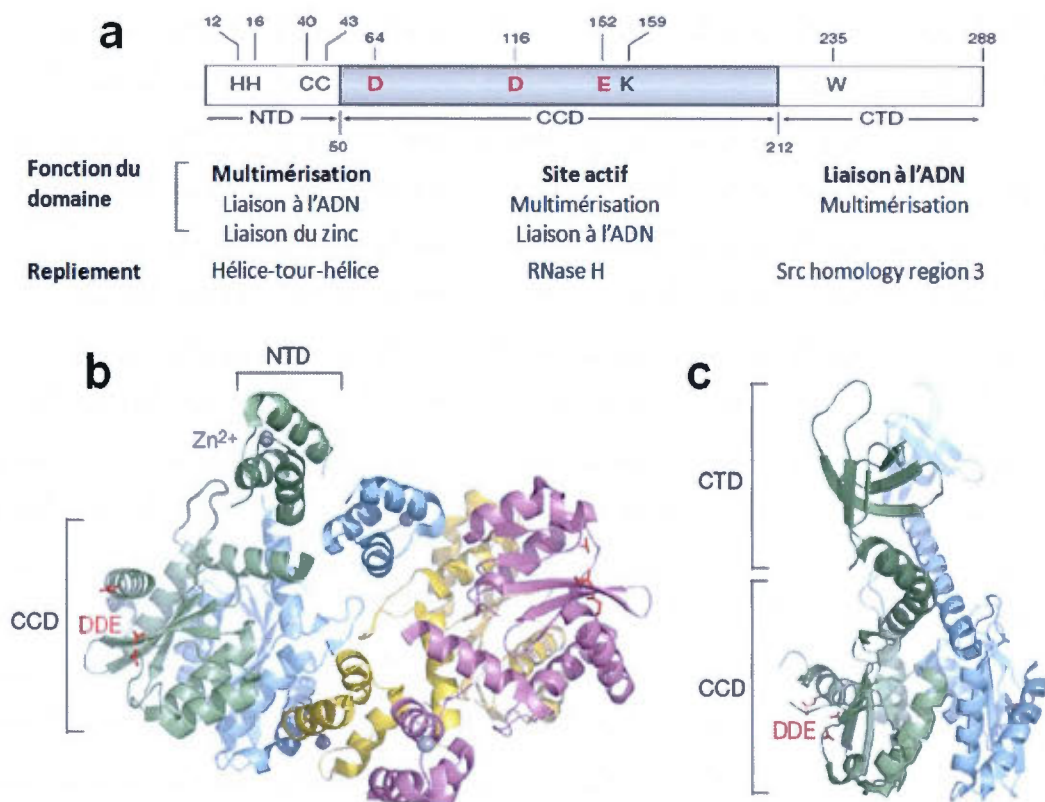 a
12 16 40 43 64 116 152 159 235 288
HH CC D D E K W
NTD CCD CTD
50 212
Fonction du domaine
Multimérisation Site actif Liaison à l'ADN
Liaison à l'ADN Multimérisation Multimérisation
Liaison du zinc Liaison à l'ADN
Repliement Hélice-tour-hélice RNase H Src homology region 3
b
NTD
Zn2+
CCD
DDE
c
CTD
CCD
DDE